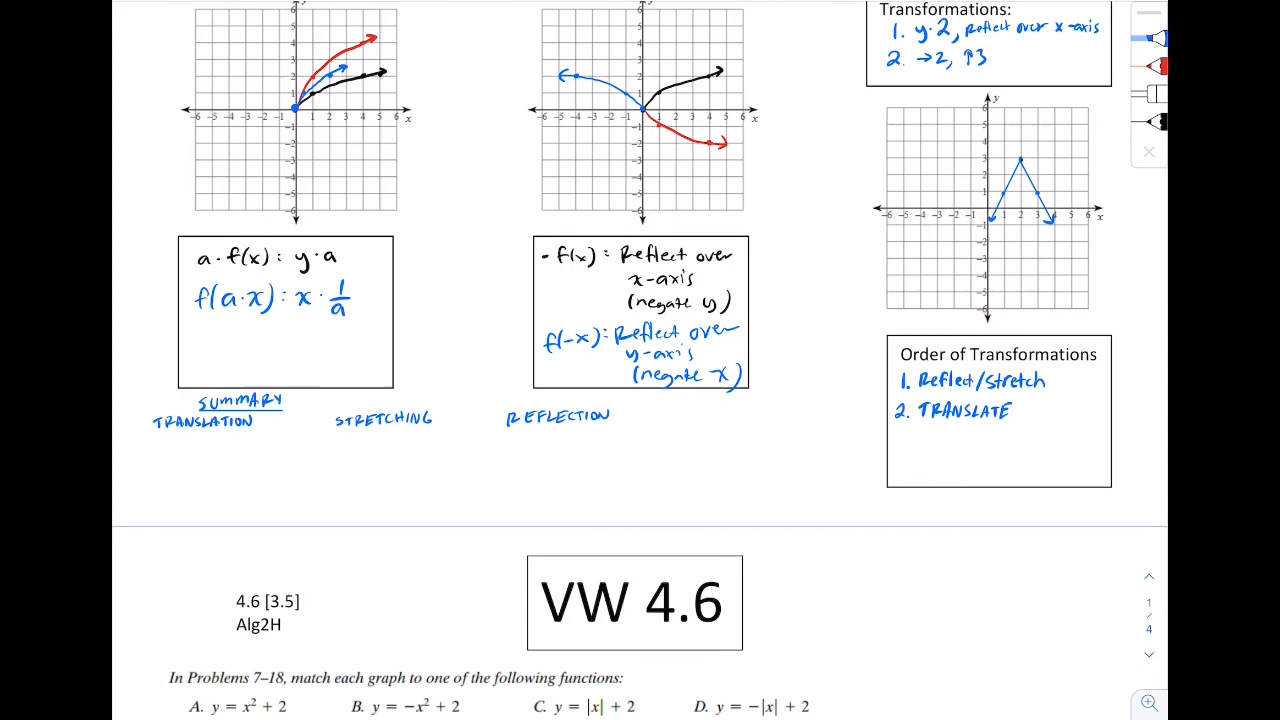 Transformations:
1. y·2, Reflect over x-axis
2. →2, ↑3
a·f(x): y·a
f(a·x): x·1/a
-f(x): Reflect over
x-axis
(negate y)
f(-x): Reflect over
y-axis
(negate x)
Order of Transformations
1. Reflect/Stretch
2. TRANSLATE
SUMMARY
TRANSLATION STRETCHING REFLECTION
4.6 [3.5]
Alg2H
VW 4.6
1
/
4
In Problems 7–18, match each graph to one of the following functions:
A. y = x² + 2 B. y = −x² + 2 C. y = |x| + 2 D. y = −|x| + 2